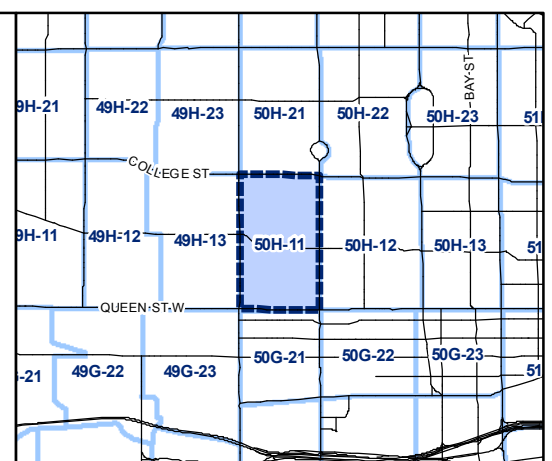 BAY ST
9H-21
49H-22
49H-23
50H-21
50H-22
50H-23
51
COLLEGE ST
9H-11
49H-12
49H-13
50H-11
50H-12
50H-13
51
QUEEN ST W
-21
49G-22
49G-23
50G-21
50G-22
50G-23
51